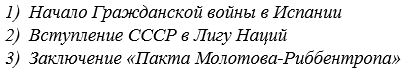 1) Начало Гражданской войны в Испании
2) Вступление СССР в Лигу Наций
3) Заключение «Пакта Молотова-Риббентропа»